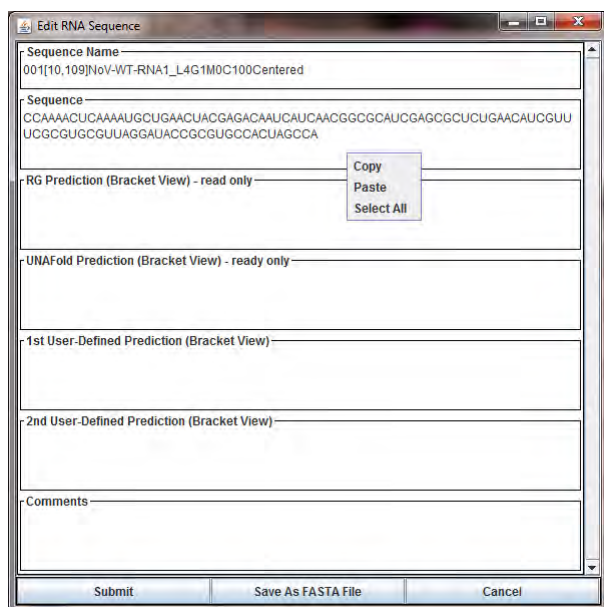 Edit RNA Sequence
Sequence Name
001[10,109]NoV-WT-RNA1_L4G1M0C100Centered
Sequence
CCAAAACUCAAAAUGCUGAACUACGAGACAAUCAUCAACGGCGCAUCGAGCGCUCUGAACAUCGUU
UCGCGUGCGUUAGGAUACCGCGUGCCACUAGCCA
Copy
RG Prediction (Bracket View) - read only
Paste
Select All
UNAFold Prediction (Bracket View) - ready only
1st User-Defined Prediction (Bracket View)
2nd User-Defined Prediction (Bracket View)
Comments
Submit Save As FASTA File Cancel